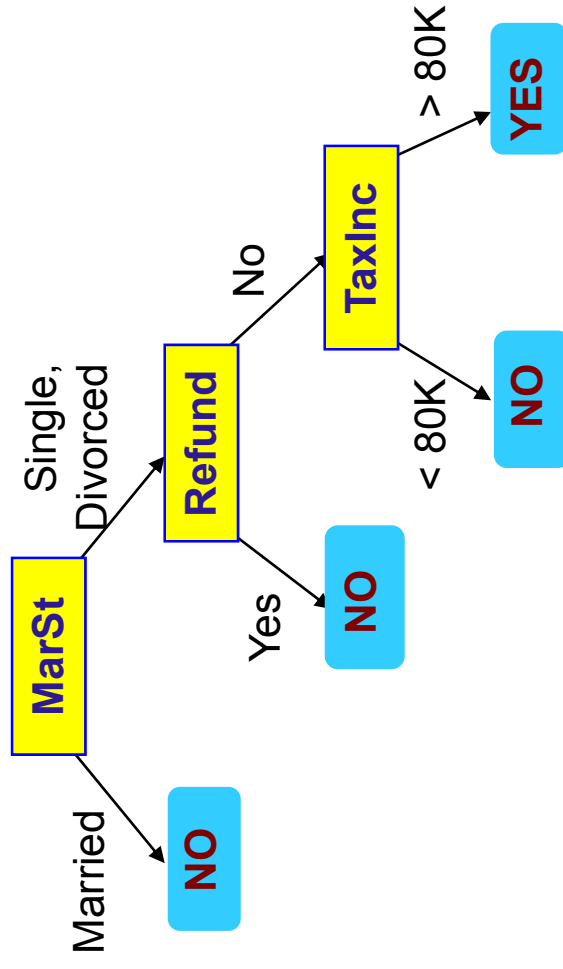 MarSt
Married
Single,
Divorced
NO
Refund
Yes
No
NO
TaxInc
< 80K
> 80K
NO
YES